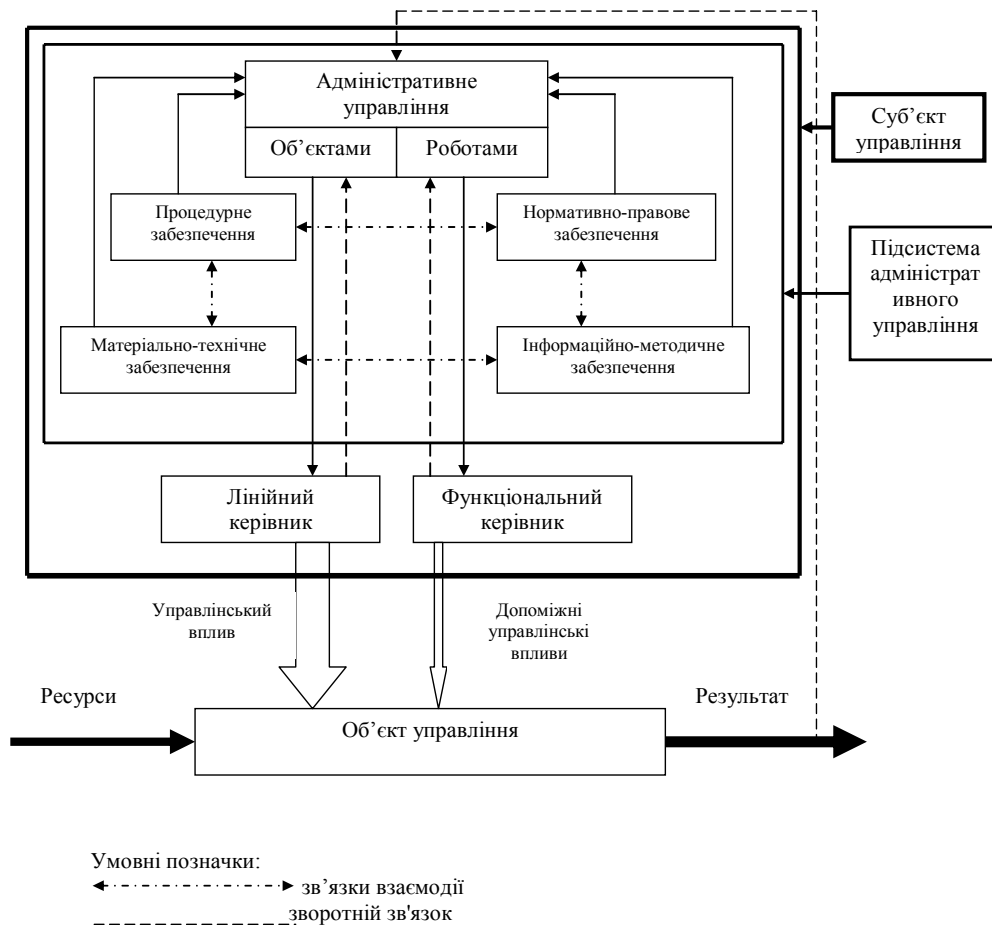 Адміністративне
управління
Об’єктами
Роботами
Суб’єкт
управління
Процедурне
забезпечення
Нормативно-правове
забезпечення
Підсистема
адміністрат
ивного
управління
Матеріально-технічне
забезпечення
Інформаційно-методичне
забезпечення
Лінійний
керівник
Функціональний
керівник
Управлінський
вплив
Допоміжні
управлінські
впливи
Ресурси
Результат
Об’єкт управління
Умовні позначки:
зв’язки взаємодії
зворотній зв'язок